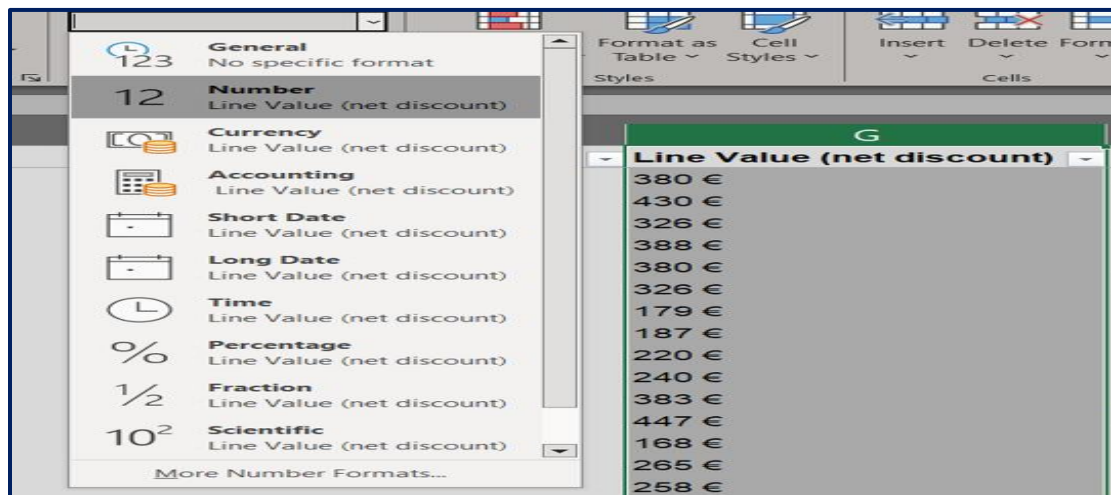 General
123
No specific format
12
Number
Line Value (net discount)
Currency
Line Value (net discount)
Accounting
Line Value (net discount)
Short Date
Line Value (net discount)
Long Date
Line Value (net discount)
Time
Line Value (net discount)
%
Percentage
Line Value (net discount)
1/2
Fraction
Line Value (net discount)
10²
Scientific
Line Value (net discount)
More Number Formats...
Format as
Table
Cell
Styles
Styles
Insert
Delete
Cells
G
Line Value (net discount)
380 €
430 €
326 €
388 €
380 €
326 €
179 €
187 €
220 €
240 €
383 €
447 €
168 €
265 €
258 €